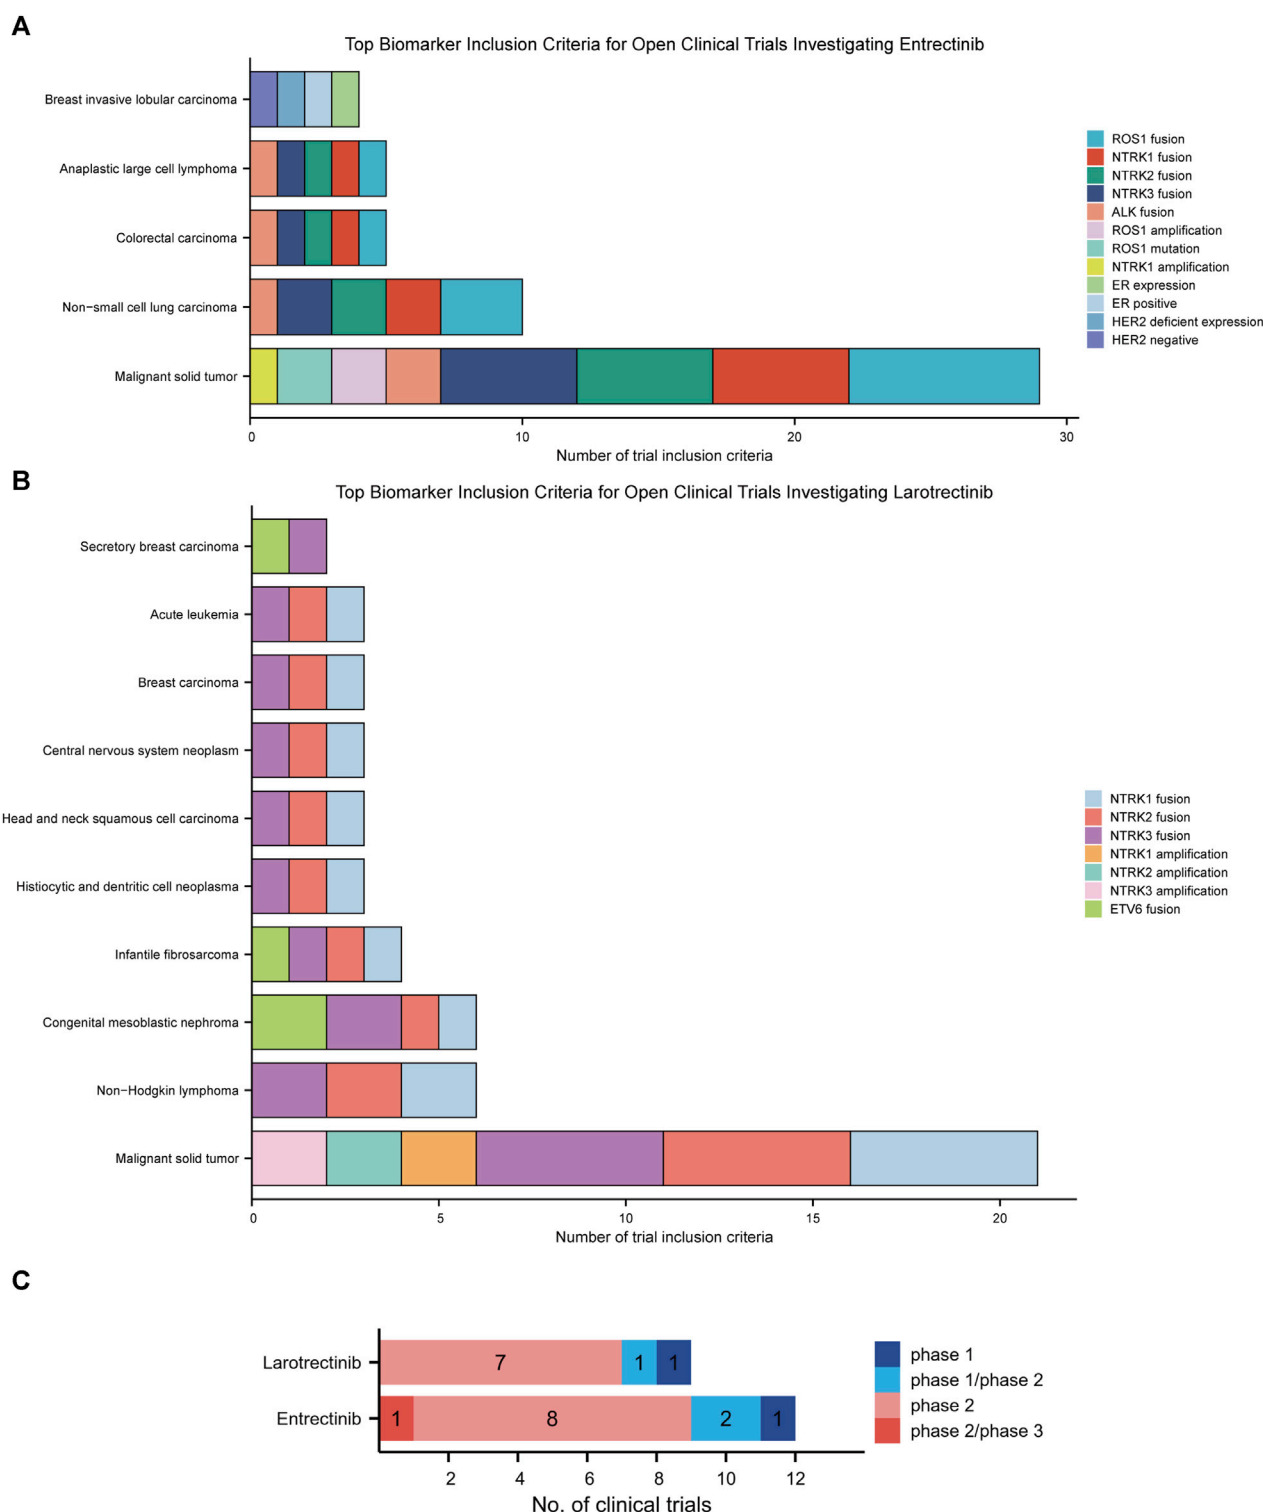 A
Top Biomarker Inclusion Criteria for Open Clinical Trials Investigating Entrectinib
Breast invasive lobular carcinoma
Anaplastic large cell lymphoma
Colorectal carcinoma
Non−small cell lung carcinoma
Malignant solid tumor
0 10 20 30
Number of trial inclusion criteria
ROS1 fusion
NTRK1 fusion
NTRK2 fusion
NTRK3 fusion
ALK fusion
ROS1 amplification
ROS1 mutation
NTRK1 amplification
ER expression
ER positive
HER2 deficient expression
HER2 negative
B
Top Biomarker Inclusion Criteria for Open Clinical Trials Investigating Larotrectinib
Secretory breast carcinoma
Acute leukemia
Breast carcinoma
Central nervous system neoplasm
Head and neck squamous cell carcinoma
Histiocytic and dentritic cell neoplasma
Infantile fibrosarcoma
Congenital mesoblastic nephroma
Non−Hodgkin lymphoma
Malignant solid tumor
0 5 10 15 20
Number of trial inclusion criteria
NTRK1 fusion
NTRK2 fusion
NTRK3 fusion
NTRK1 amplification
NTRK2 amplification
NTRK3 amplification
ETV6 fusion
C
Larotrectinib 7 1 1
Entrectinib 1 8 2 1
2 4 6 8 10 12
No. of clinical trials
phase 1
phase 1/phase 2
phase 2
phase 2/phase 3